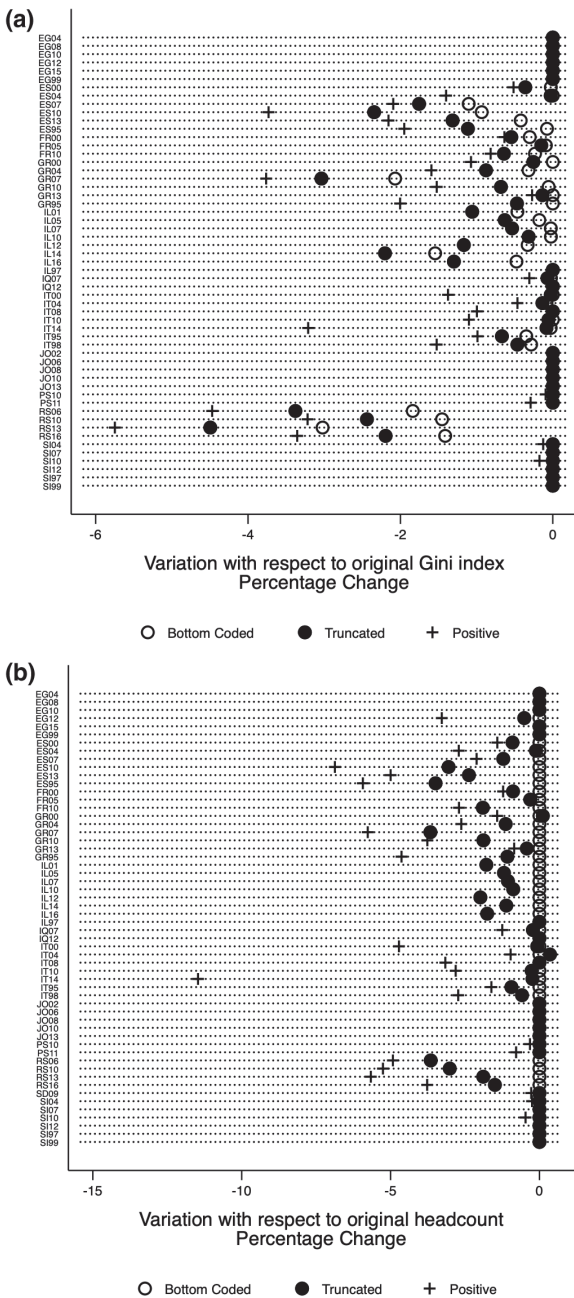 (a)
EG04
EG08
EG10
EG12
EG15
EG99
ES00
ES04
ES07
ES10
ES13
ES95
FR00
FR05
FR10
GR00
GR04
GR07
GR10
GR13
GR95
IL01
IL05
IL07
IL10
IL12
IL14
IL16
IL97
IQ07
IQ12
IT00
IT04
IT08
IT10
IT14
IT95
IT98
JO02
JO06
JO08
JO10
JO13
PS10
PS11
RS06
RS10
RS13
RS16
SI04
SI07
SI10
SI12
SI97
SI99
-6 -4 -2 0
Variation with respect to original Gini index
Percentage Change
Bottom Coded Truncated Positive
(b)
EG04
EG08
EG10
EG12
EG15
EG99
ES00
ES04
ES07
ES10
ES13
ES95
FR00
FR05
FR10
GR00
GR04
GR07
GR10
GR13
GR95
IL01
IL05
IL07
IL10
IL12
IL14
IL16
IL97
IQ07
IQ12
IT00
IT04
IT08
IT10
IT14
IT95
IT98
JO02
JO06
JO08
JO10
JO13
PS10
PS11
RS06
RS10
RS13
RS16
SD09
SI04
SI07
SI10
SI12
SI97
SI99
-15 -10 -5 0
Variation with respect to original headcount
Percentage Change
Bottom Coded Truncated Positive